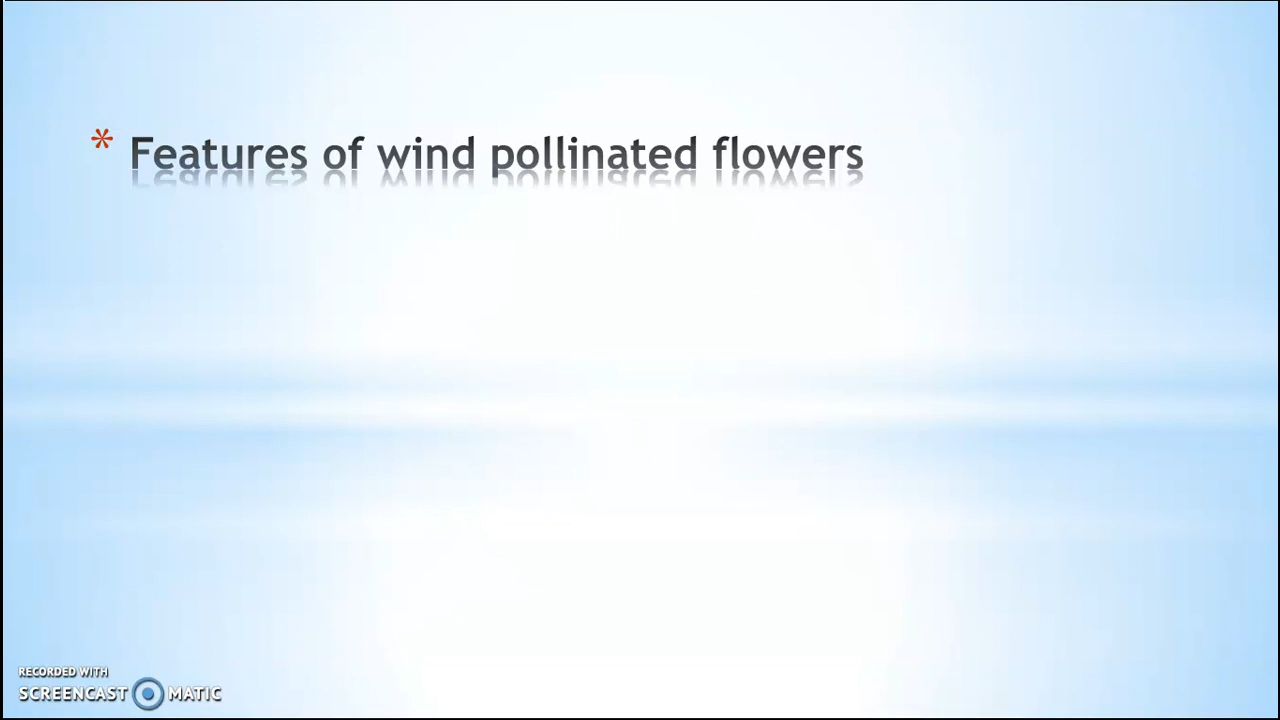 * Features of wind pollinated flowers
RECORDED WITH
SCREENCAST MATIC